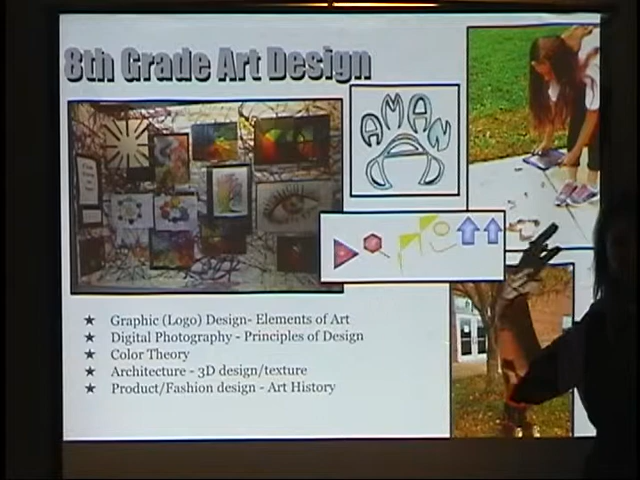 8th Grade Art Design
AMAN
★ Graphic (Logo) Design- Elements of Art
★ Digital Photography - Principles of Design
★ Color Theory
★ Architecture - 3D design/texture
★ Product/Fashion design - Art History